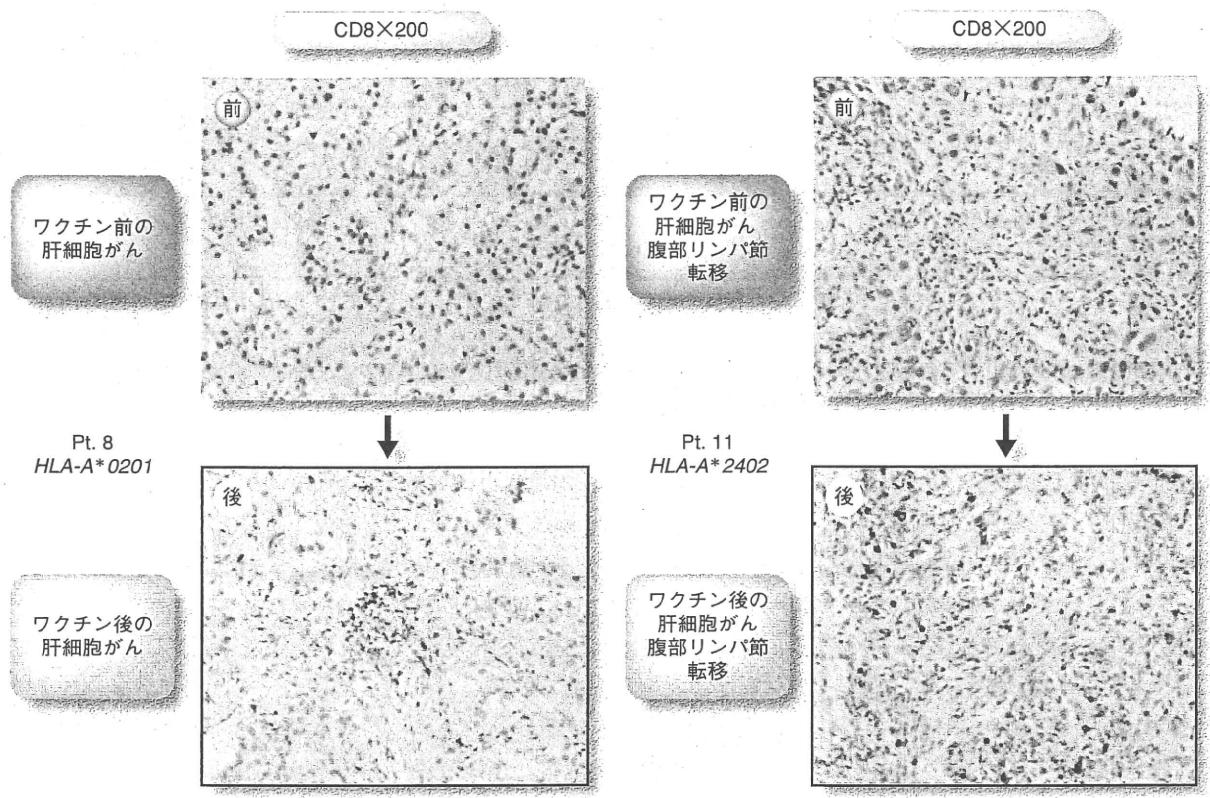 CD8×200
前
ワクチン前の
肝細胞がん
Pt. 8
HLA-A*0201
後
ワクチン後の
肝細胞がん
CD8×200
前
ワクチン前の
肝細胞がん
腹部リンパ節
転移
Pt. 11
HLA-A*2402
後
ワクチン後の
肝細胞がん
腹部リンパ節
転移